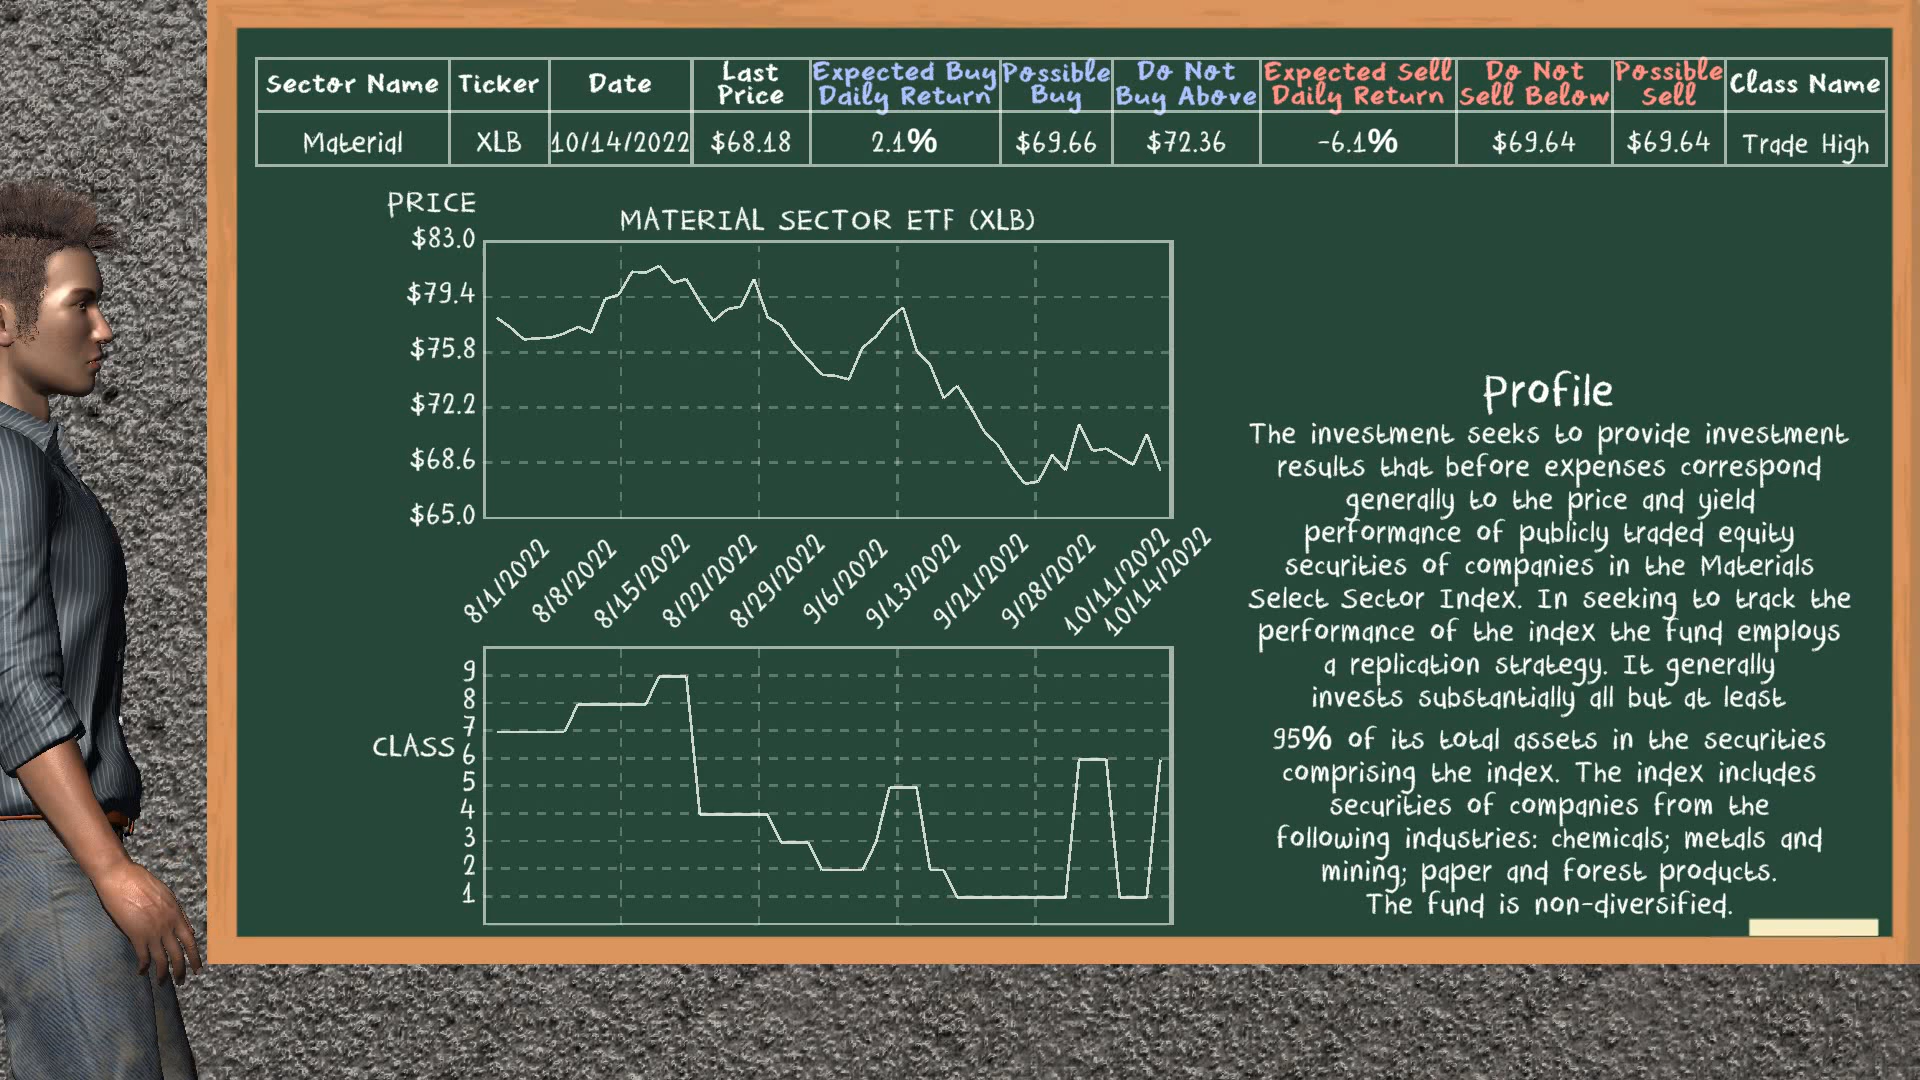 Sector Name Ticker Date Last Price Expected Buy Daily Return Possible Buy Do Not Buy Above Expected Sell Daily Return Do Not Sell Below Possible Sell Class Name
Material XLB 10/14/2022 $68.18 2.1% $69.66 $72.36 -6.1% $69.64 $69.64 Trade High
PRICE
MATERIAL SECTOR ETF (XLB)
$83.0
$79.4
$75.8
$72.2
$68.6
$65.0
8/1/2022 8/8/2022 8/15/2022 8/22/2022 8/29/2022 9/6/2022 9/13/2022 9/21/2022 9/28/2022 10/11/2022 10/14/2022
CLASS
9
8
7
6
5
4
3
2
1
Profile
The investment seeks to provide investment
results that before expenses correspond
generally to the price and yield
performance of publicly traded equity
securities of companies in the Materials
Select Sector Index. In seeking to track the
performance of the index the fund employs
a replication strategy. It generally
invests substantially all but at least
95% of its total assets in the securities
comprising the index. The index includes
securities of companies from the
following industries: chemicals; metals and
mining; paper and forest products.
The fund is non-diversified.